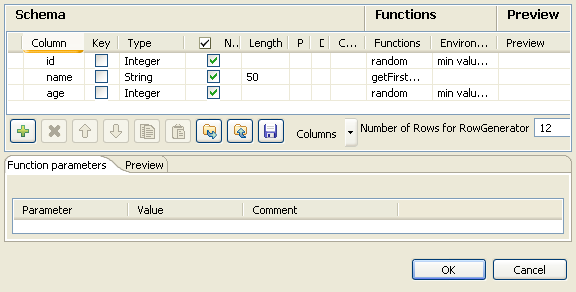 Schema Functions Preview
Column Key Type N.. Length P D C... Functions Environ... Preview
id Integer random min valu...
name String 50 getFirst...
age Integer random min valu...
Columns Number of Rows for RowGenerator 12
Function parameters Preview
Parameter Value Comment
OK Cancel